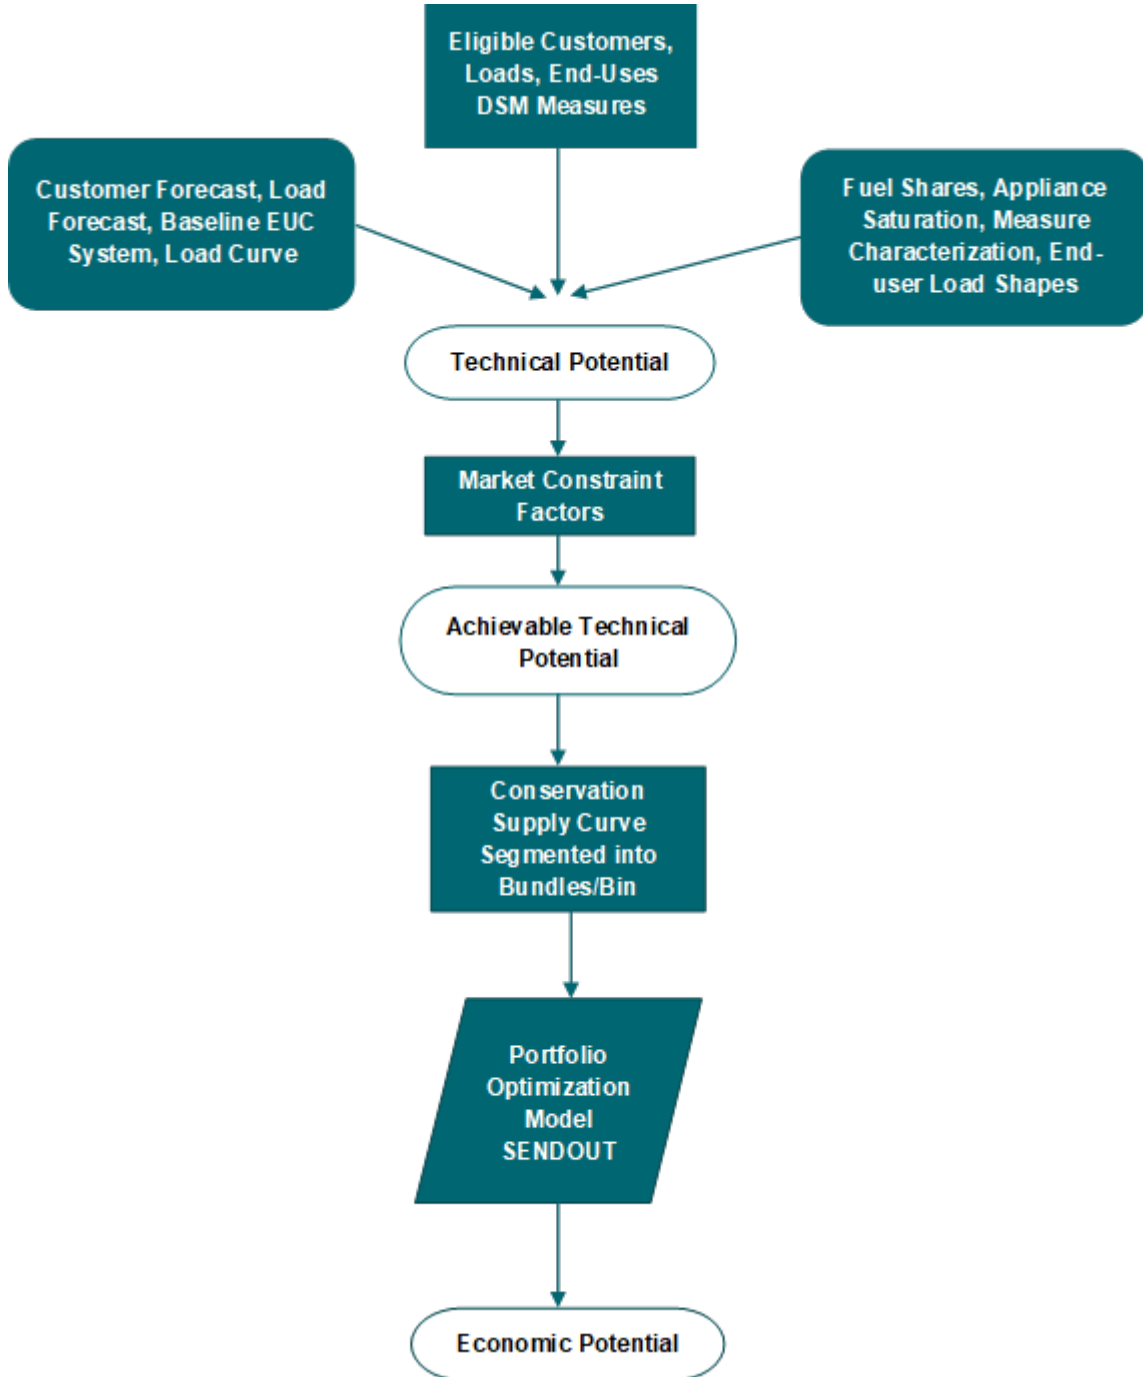 Eligible Customers,
Loads, End-Uses
DSM Measures
Customer Forecast, Load
Forecast, Baseline EUC
System, Load Curve
Fuel Shares, Appliance
Saturation, Measure
Characterization, End-
user Load Shapes
Technical Potential
Market Constraint
Factors
Achievable Technical
Potential
Conservation
Supply Curve
Segmented into
Bundles/Bin
Portfolio
Optimization
Model
SENDOUT
Economic Potential